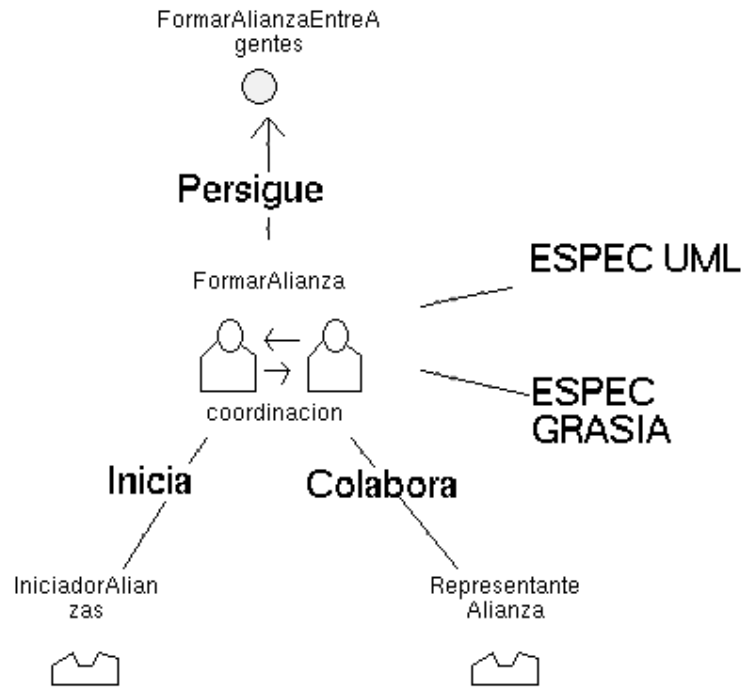 FormarAlianzaEntreA
gentes
Persigue
ESPEC UML
FormarAlianza
ESPEC
GRASIA
coordinacion
Inicia
Colabora
IniciadorAlian
zas
Representante
Alianza